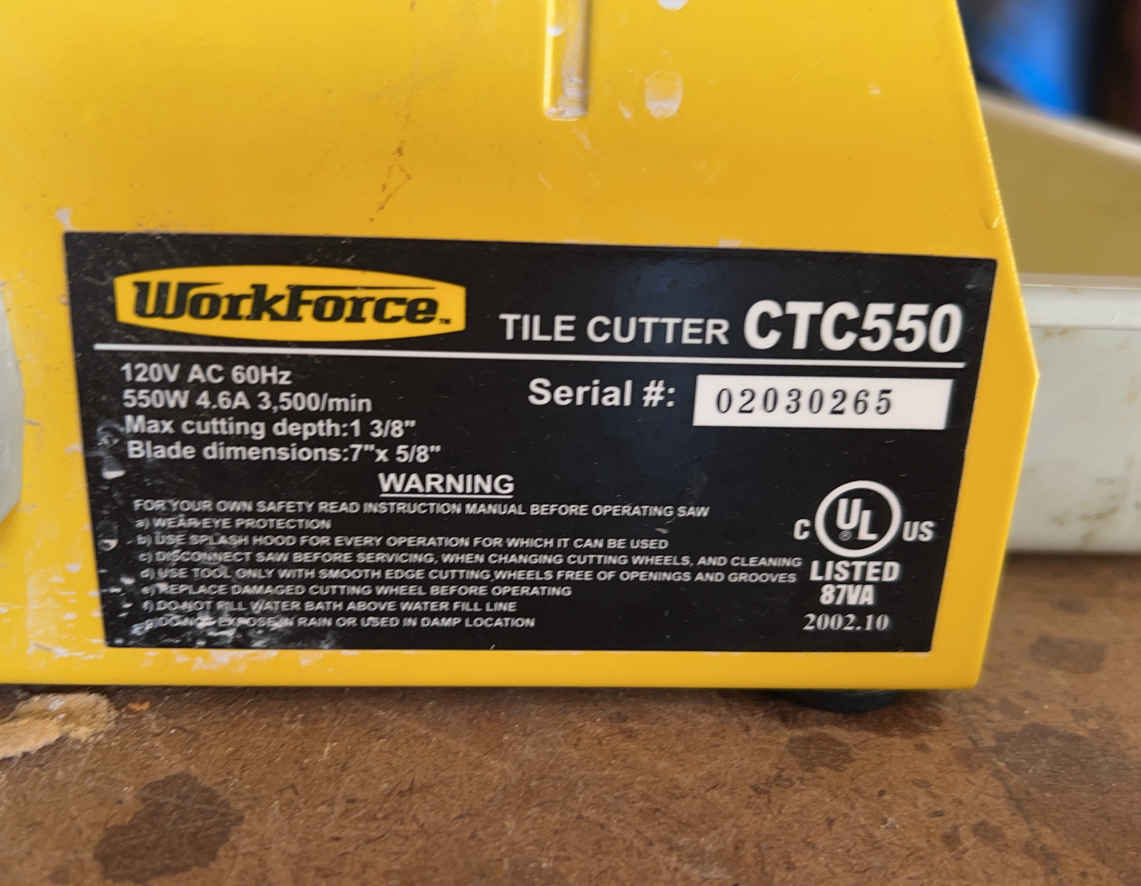 WORKFORCE™
TILE CUTTER CTC550
120V AC 60Hz
550W 4.6A 3,500/min
Max cutting depth:1 3/8"
Blade dimensions:7"x 5/8"
Serial #: 02030265
WARNING
FOR YOUR OWN SAFETY READ INSTRUCTION MANUAL BEFORE OPERATING SAW
a) WEAR EYE PROTECTION
b) USE SPLASH HOOD FOR EVERY OPERATION FOR WHICH IT CAN BE USED
c) DISCONNECT SAW BEFORE SERVICING, WHEN CHANGING CUTTING WHEELS, AND CLEANING
d) USE TOOL ONLY WITH SMOOTH EDGE CUTTING WHEELS FREE OF OPENINGS AND GROOVES
e) REPLACE DAMAGED CUTTING WHEEL BEFORE OPERATING
f) DO NOT FILL WATER BATH ABOVE WATER FILL LINE
g) DO NOT EXPOSE IN RAIN OR USED IN DAMP LOCATION
C UL® US
LISTED
87VA
2002.10